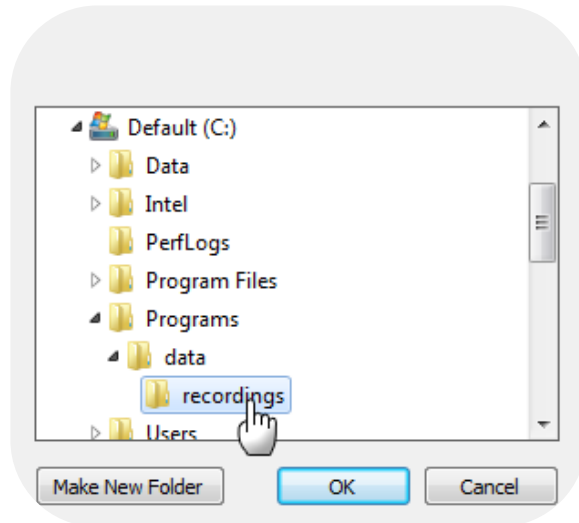 Default (C:)
Data
Intel
PerfLogs
Program Files
Programs
data
recordings
Users
Make New Folder OK Cancel